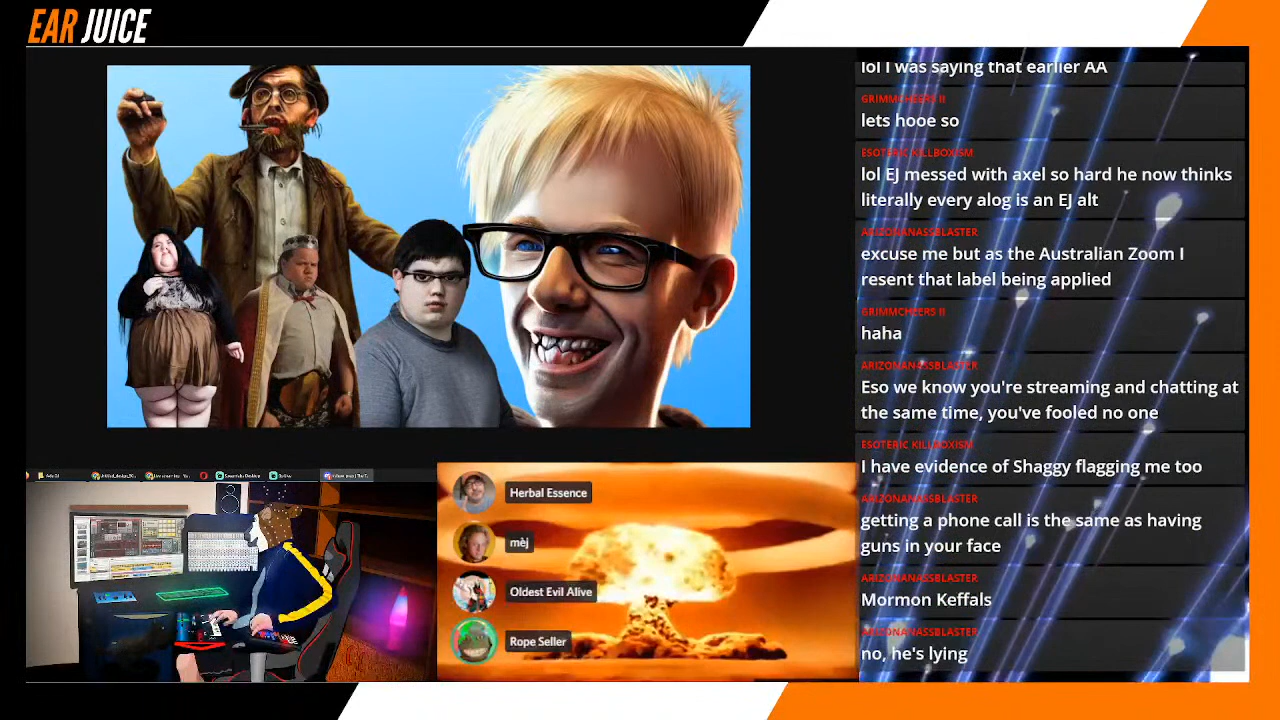 EAR JUICE
lol I was saying that earlier AA
GRIMMCHEERS II
lets hooe so
ESOTERIC KILLBOXISM
lol EJ messed with axel so hard he now thinks
literally every alog is an EJ alt
ARIZONANASSBLASTER
excuse me but as the Australian Zoom I
resent that label being applied
GRIMMCHEERS II
haha
ARIZONANASSBLASTER
Eso we know you're streaming and chatting at
the same time, you've fooled no one
ESOTERIC KILLBOXISM
I have evidence of Shaggy flagging me too
ARIZONANASSBLASTER
getting a phone call is the same as having
guns in your face
ARIZONANASSBLASTER
Mormon Keffals
ARIZONANASSBLASTER
no, he's lying
Herbal Essence
mèj
Oldest Evil Alive
Rope Seller